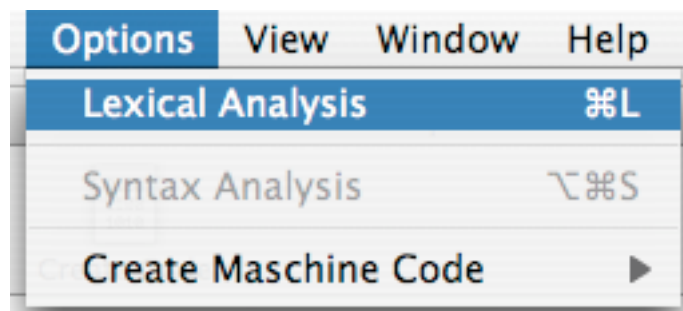 Options View Window Help
Lexical Analysis ⌘L
Syntax Analysis ⌥⌘S
Create Maschine Code ▶